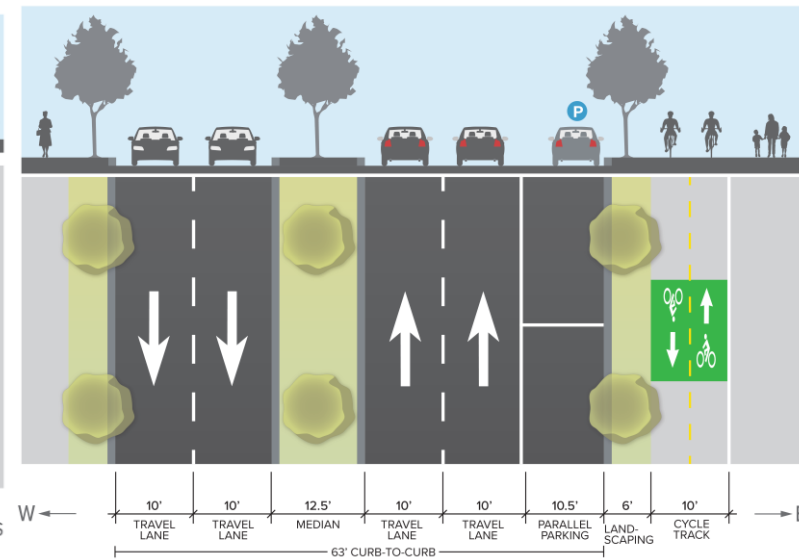 P
10' 10' 12.5' 10' 10' 10.5' 6' 10'
W TRAVEL LANE TRAVEL LANE MEDIAN TRAVEL LANE TRAVEL LANE PARALLEL PARKING LAND-SCAPING CYCLE TRACK E
S
63' CURB-TO-CURB